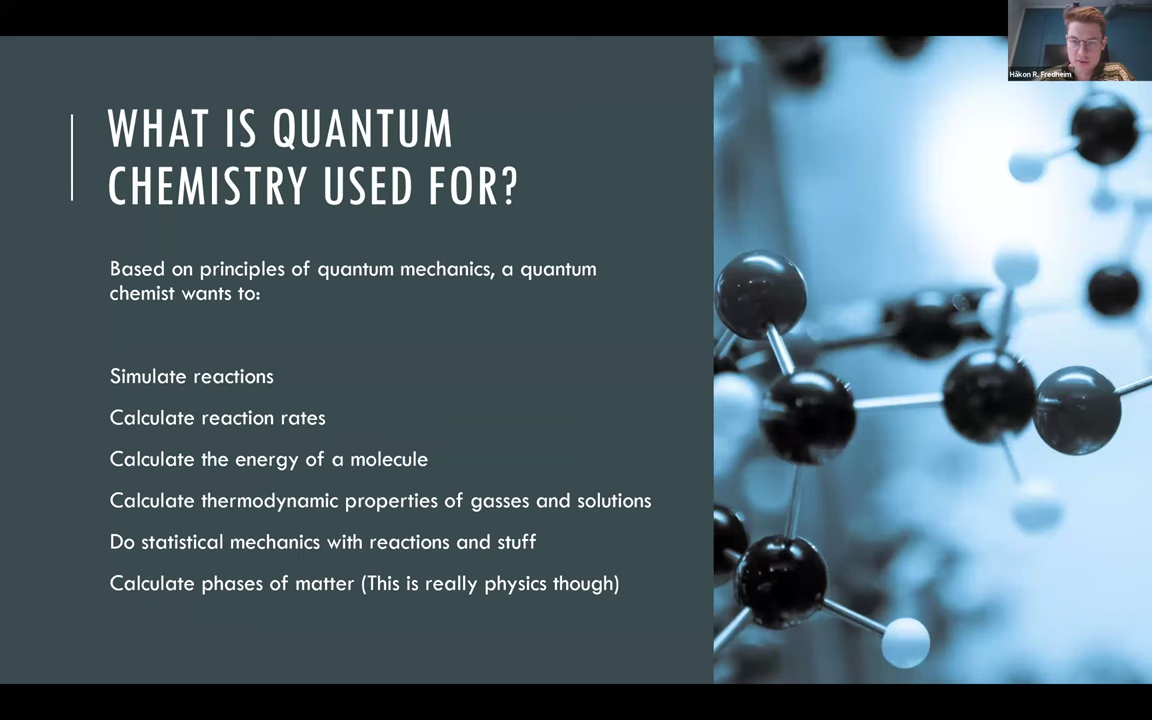 Håkon R. Fredheim
WHAT IS QUANTUM
CHEMISTRY USED FOR?
Based on principles of quantum mechanics, a quantum
chemist wants to:
Simulate reactions
Calculate reaction rates
Calculate the energy of a molecule
Calculate thermodynamic properties of gasses and solutions
Do statistical mechanics with reactions and stuff
Calculate phases of matter (This is really physics though)